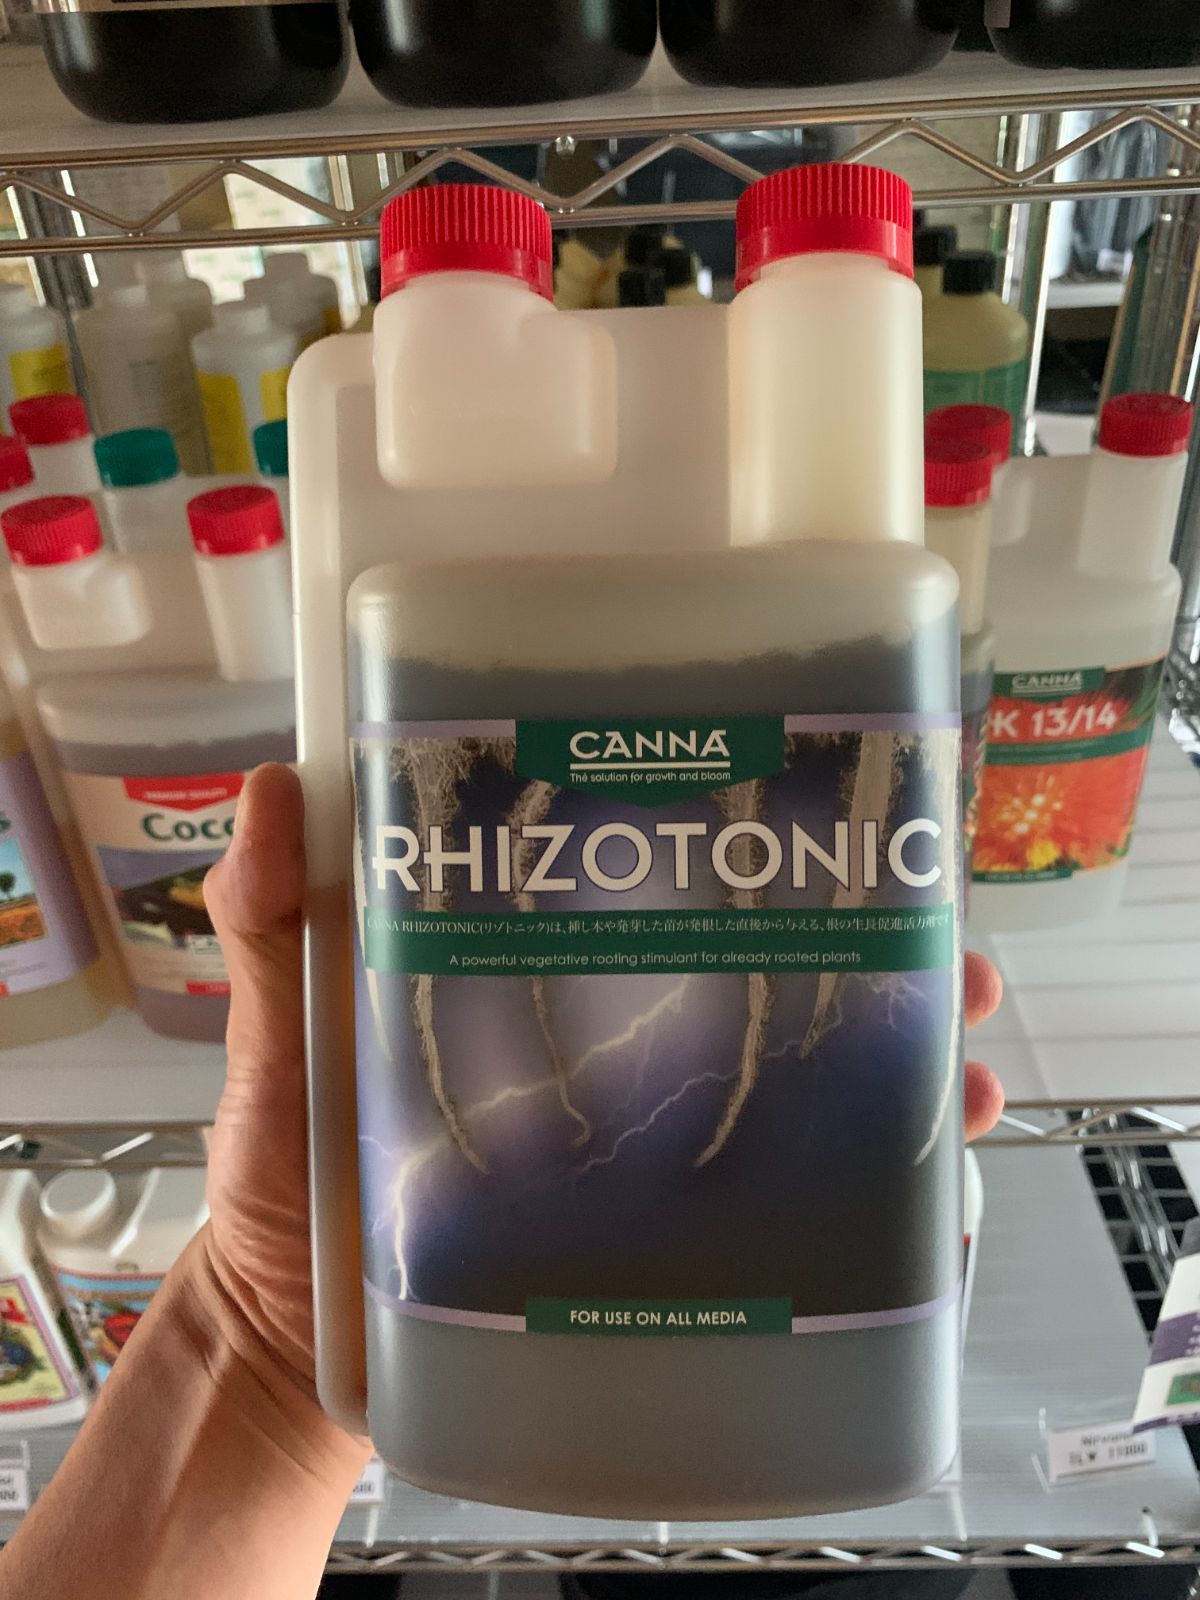 CANNA
The solution for growth and bloom
RHIZOTONIC
CANNA RHIZOTONIC(リゾトニック)は、挿し木や発芽した苗が発根した直後から与える、根の生長促進活力剤です
A powerful vegetative rooting stimulant for already rooted plants
FOR USE ON ALL MEDIA
CANNA
PK 13/14
PREMIUM QUALITY
Coco